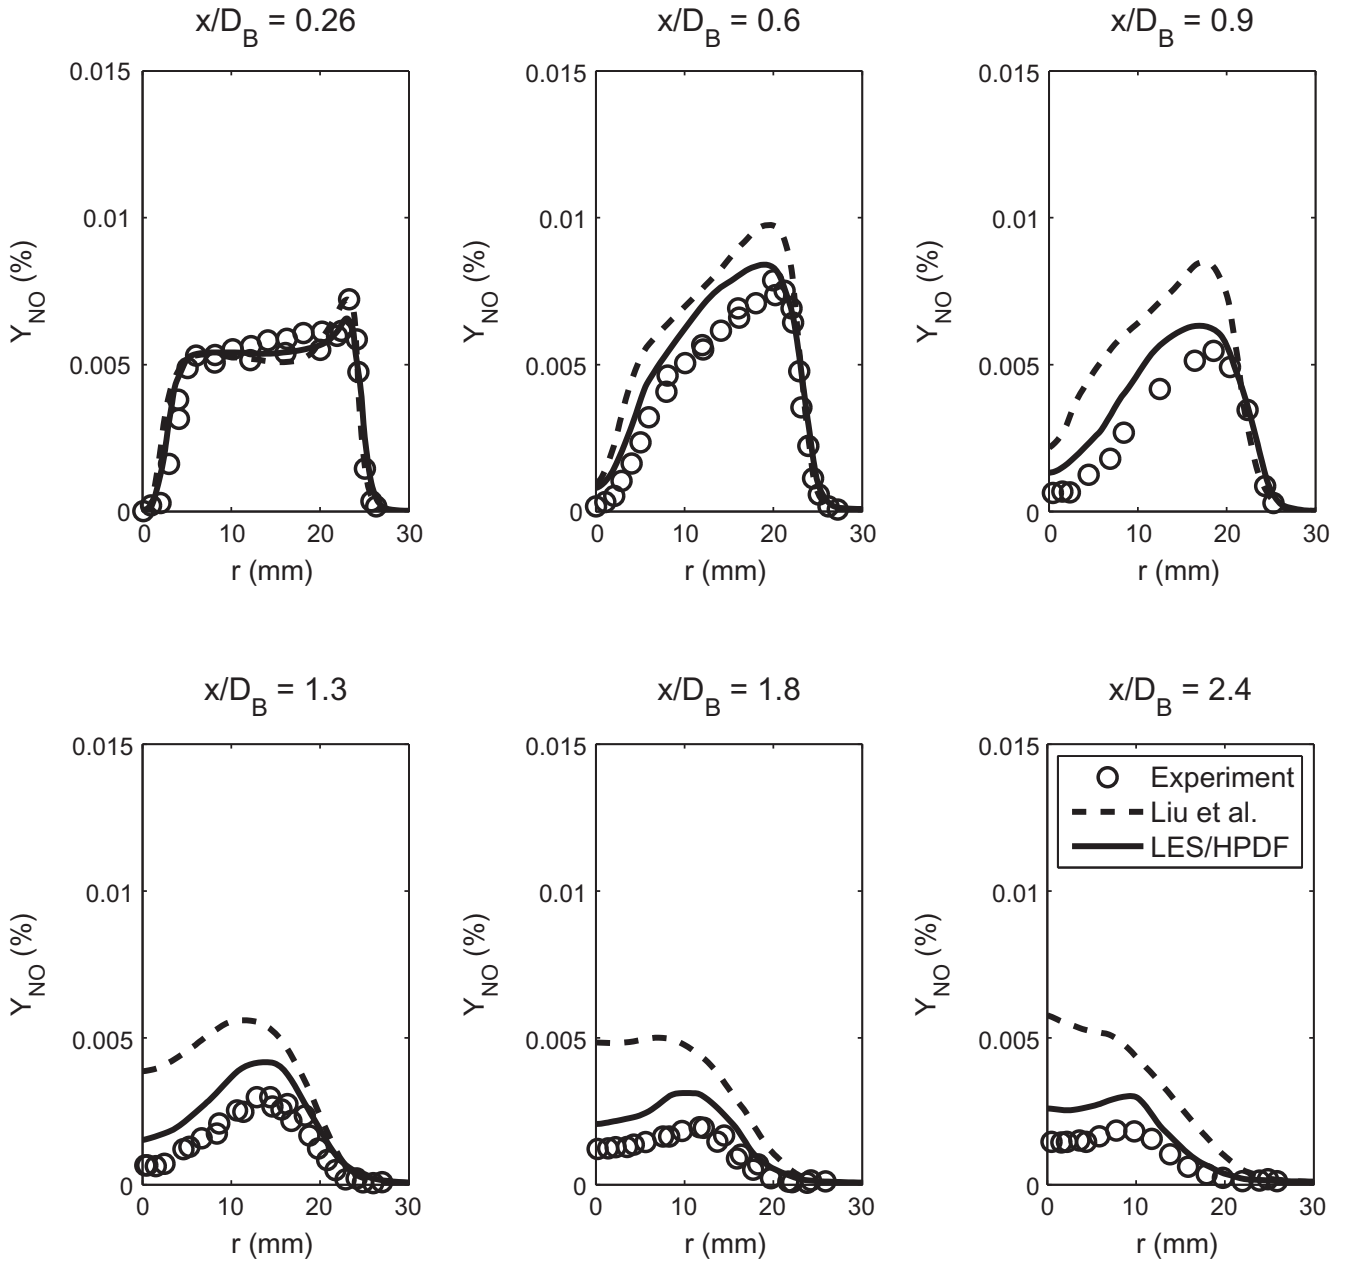 x/D_B = 0.26
x/D_B = 0.6
x/D_B = 0.9
0.015
0.01
0.005
0
0 10 20 30
Y_NO (%)
r (mm)
0.015
0.01
0.005
0
0 10 20 30
Y_NO (%)
r (mm)
0.015
0.01
0.005
0
0 10 20 30
Y_NO (%)
r (mm)
x/D_B = 1.3
x/D_B = 1.8
x/D_B = 2.4
0.015
0.01
0.005
0
0 10 20 30
Y_NO (%)
r (mm)
0.015
0.01
0.005
0
0 10 20 30
Y_NO (%)
r (mm)
0.015
0.01
0.005
0
0 10 20 30
Y_NO (%)
r (mm)
Experiment
Liu et al.
LES/HPDF